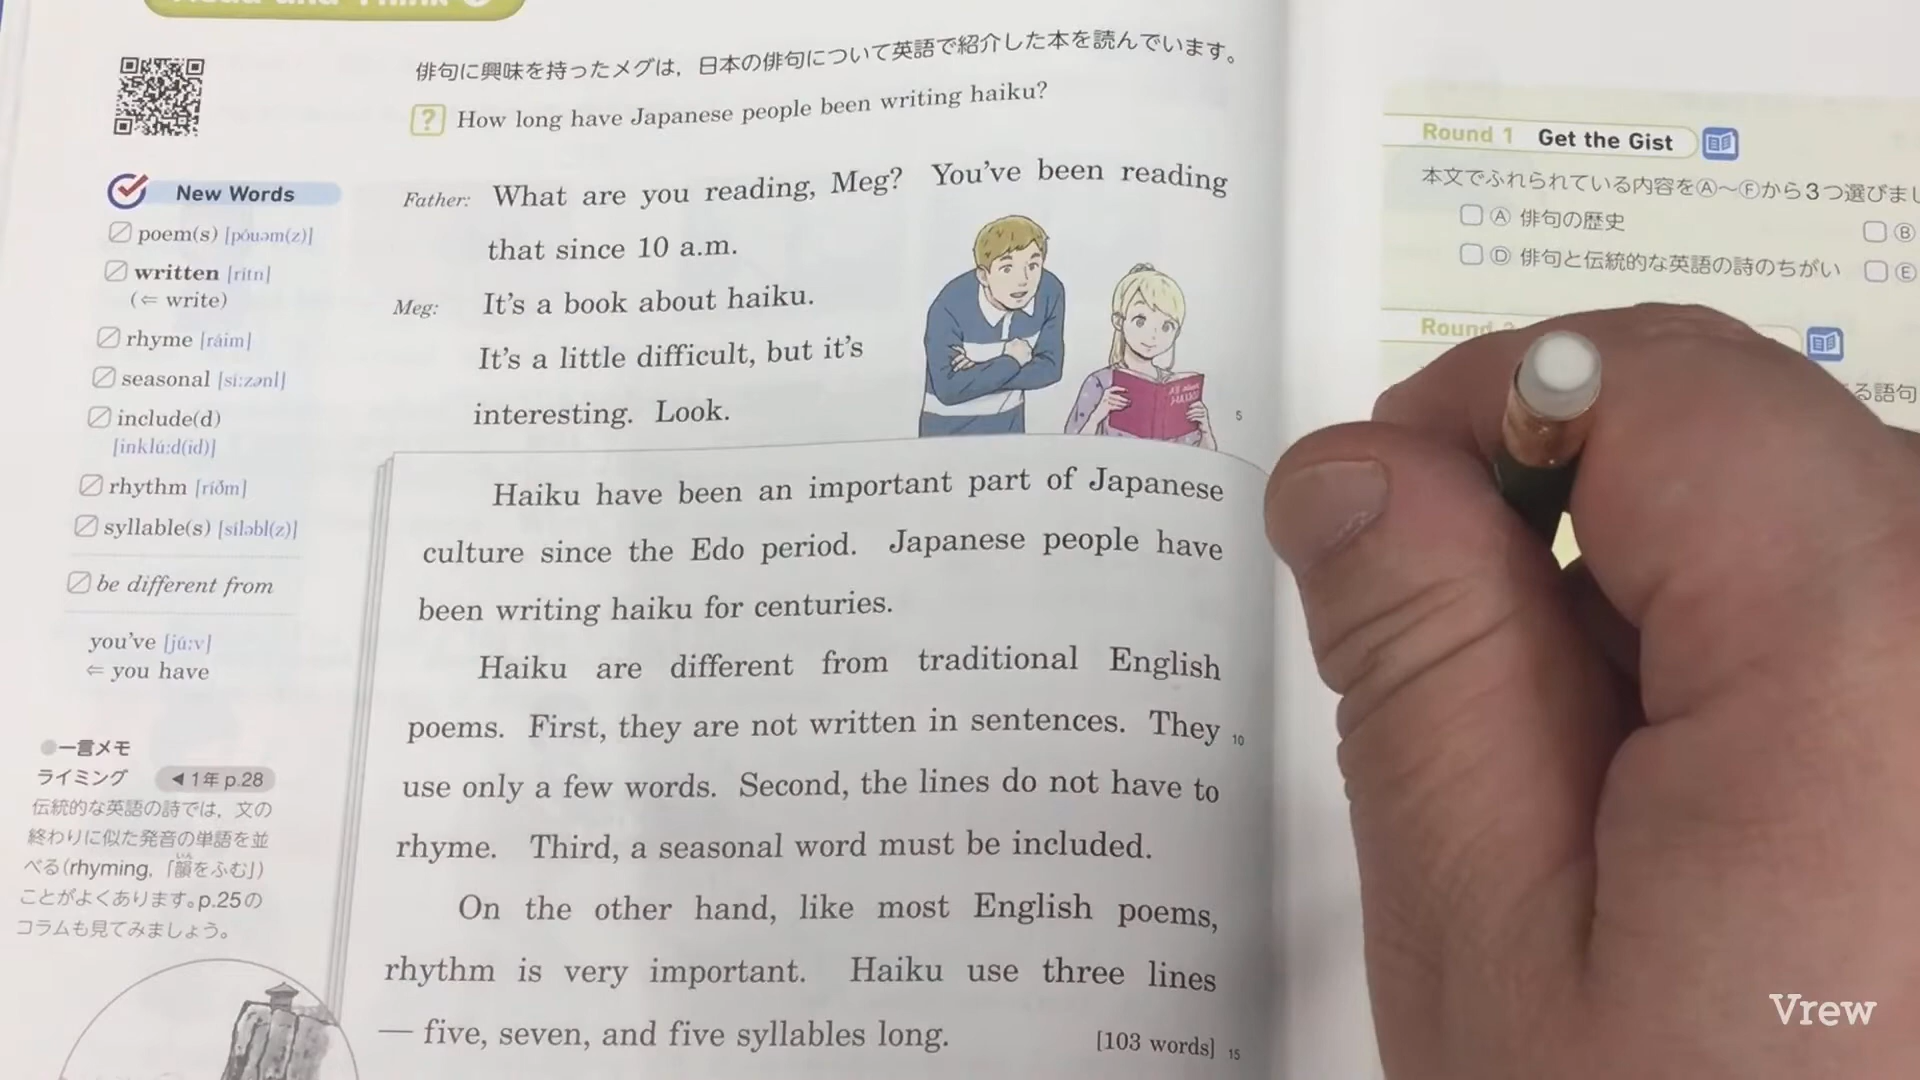 俳句に興味を持ったメグは，日本の俳句について英語で紹介した本を読んでいます。
? How long have Japanese people been writing haiku?
New Words
poem(s) [póuəm(z)]
written [rítn]
(⇐ write)
rhyme [ráim]
seasonal [síːzənl]
include(d)
[inklúːd(id)]
rhythm [ríðm]
syllable(s) [síləbl(z)]
be different from
you've [júːv]
⇐ you have
一言メモ
ライミング ◀1年 p.28
伝統的な英語の詩では，文の
終わりに似た発音の単語を並
べる(rhyming，「韻をふむ」)
ことがよくあります。p.25の
コラムも見てみましょう。
Father: What are you reading, Meg? You've been reading
that since 10 a.m.
Meg: It's a book about haiku.
It's a little difficult, but it's
interesting. Look. 5
Haiku have been an important part of Japanese
culture since the Edo period. Japanese people have
been writing haiku for centuries.
Haiku are different from traditional English
poems. First, they are not written in sentences. They 10
use only a few words. Second, the lines do not have to
rhyme. Third, a seasonal word must be included.
On the other hand, like most English poems,
rhythm is very important. Haiku use three lines
— five, seven, and five syllables long. [103 words] 15
Round 1 Get the Gist
本文でふれられている内容をⒶ〜Ⓕから3つ選びまし
Ⓐ 俳句の歴史 Ⓑ
Ⓓ 俳句と伝統的な英語の詩のちがい Ⓔ
Round
る語句
Vrew